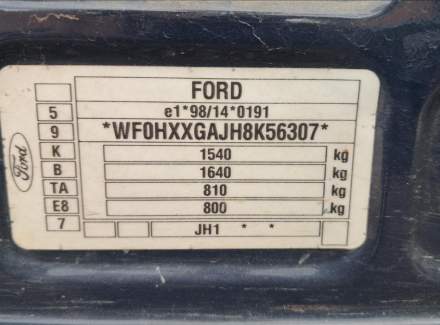 FORD
5 e1*98/14*0191
9 *WF0HXXGAJH8K56307*
K 1540 kg
B 1640 kg
TA 810 kg
E8 800 kg
7 JH1 * *
Ford